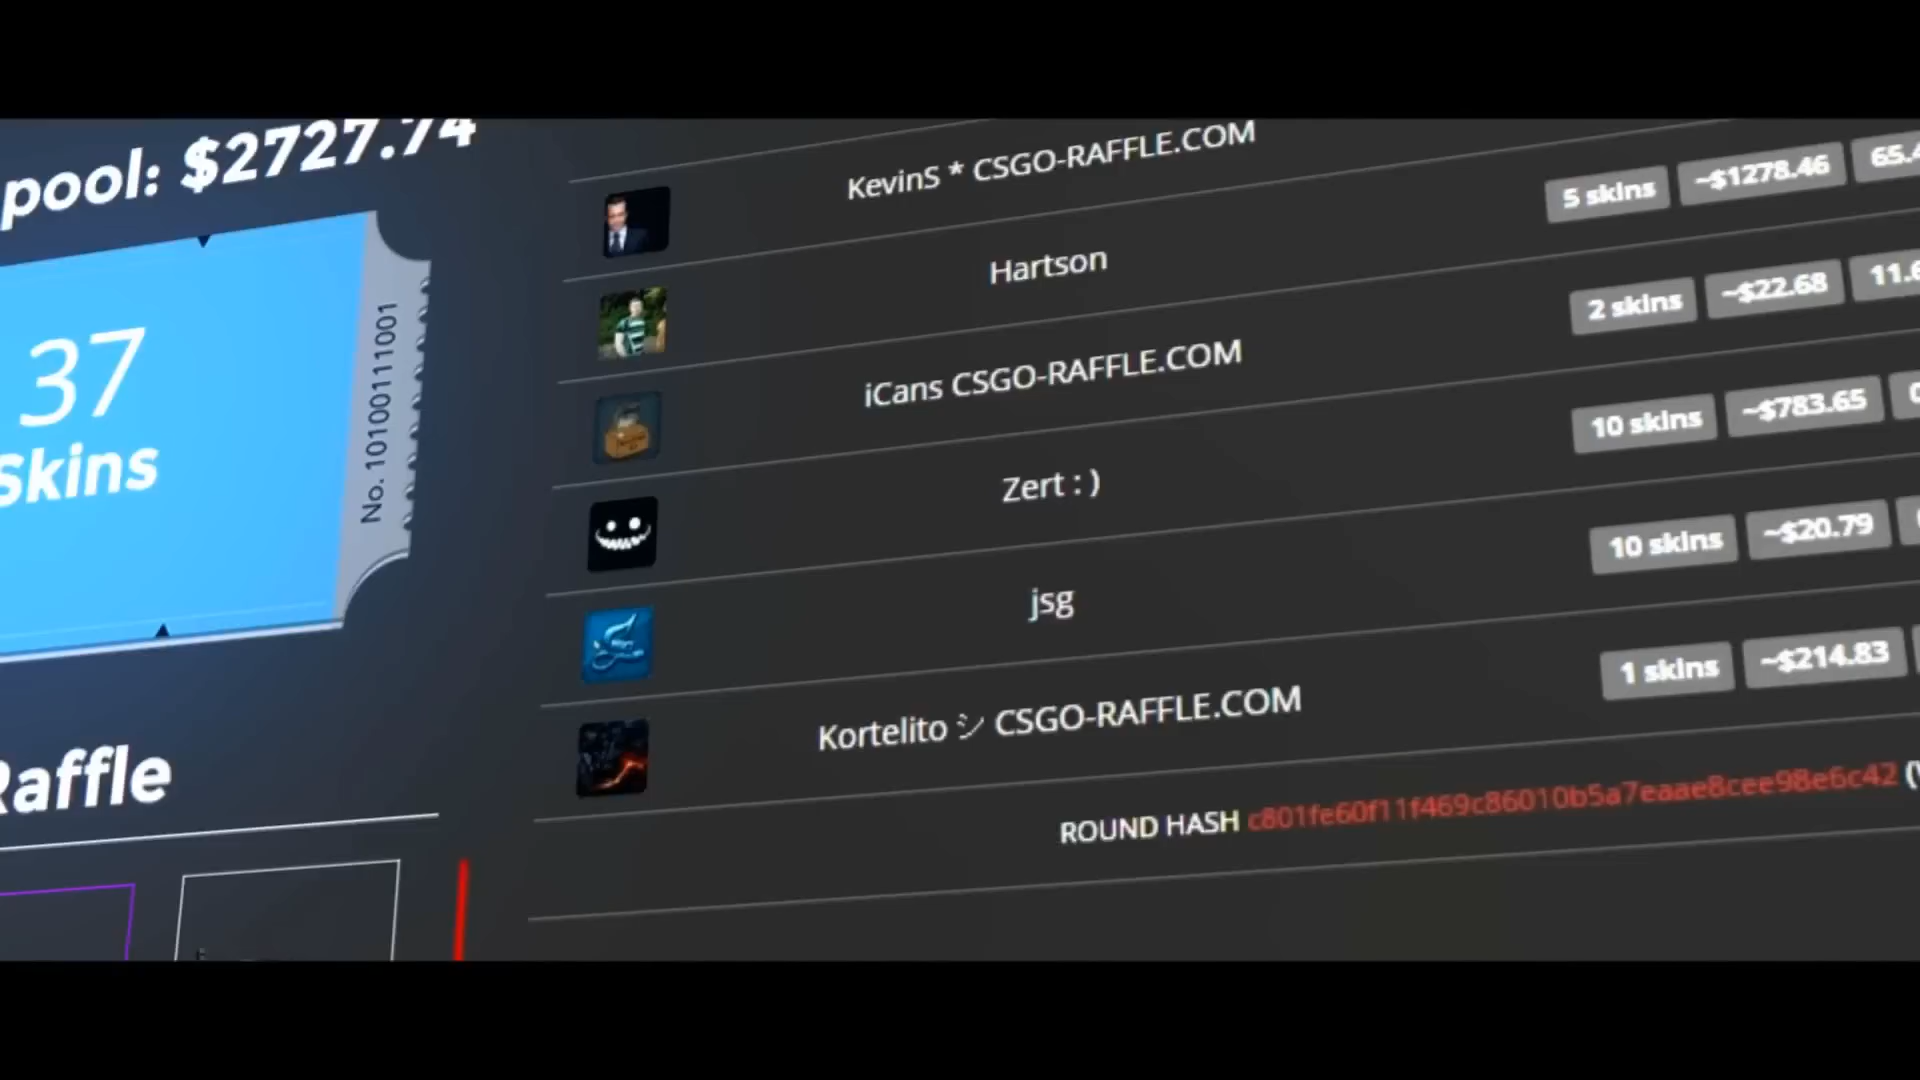 pool: $2727.74
37
Skins
No. 10100111001
Raffle
KevinS * CSGO-RAFFLE.COM
5 skins ~$1278.46
Hartson
2 skins ~$22.68
iCans CSGO-RAFFLE.COM
10 skins ~$783.65
Zert : )
10 skins ~$20.79
jsg
1 skins ~$214.83
Kortelito シ CSGO-RAFFLE.COM
ROUND HASH c801fe60f11f469c86010b5a7eaae8cee98e6c42